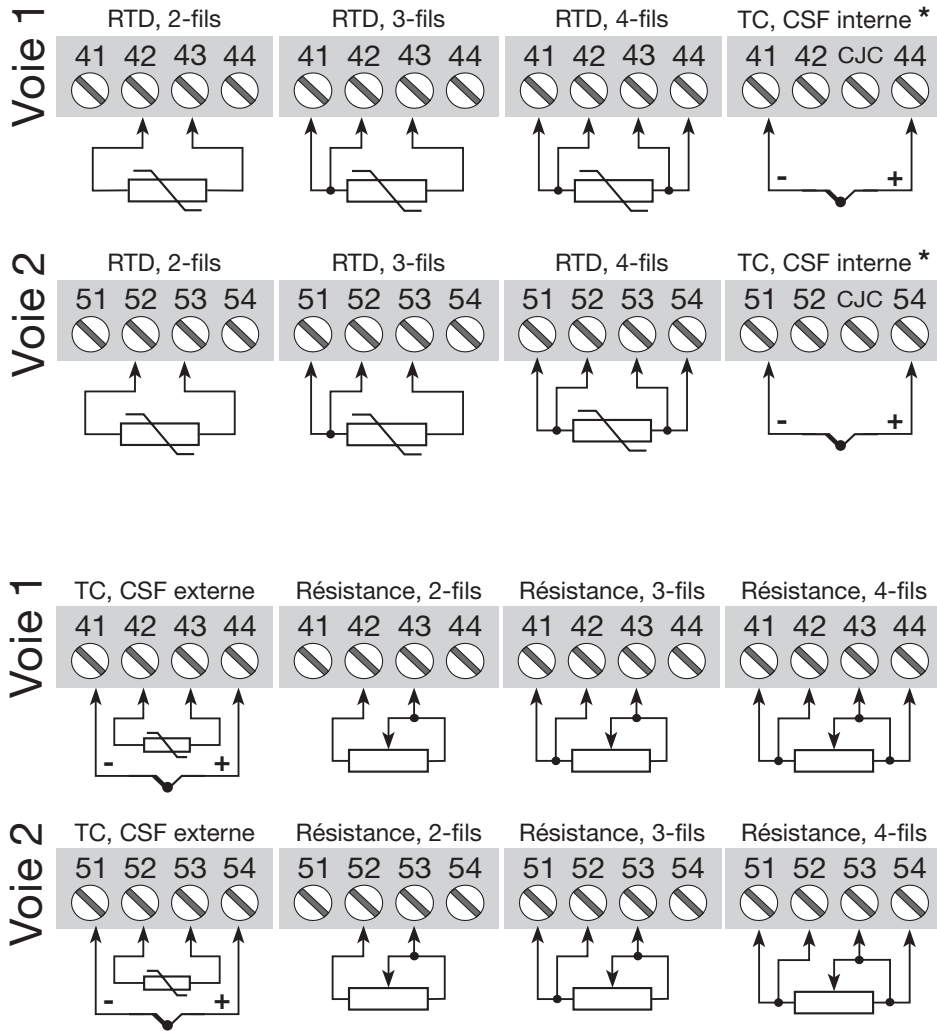 Voie 1
RTD, 2-fils
41 42 43 44
RTD, 3-fils
41 42 43 44
RTD, 4-fils
41 42 43 44
TC, CSF interne *
41 42 CJC 44
- +
Voie 2
RTD, 2-fils
51 52 53 54
RTD, 3-fils
51 52 53 54
RTD, 4-fils
51 52 53 54
TC, CSF interne *
51 52 CJC 54
- +
Voie 1
TC, CSF externe
41 42 43 44
- +
Résistance, 2-fils
41 42 43 44
Résistance, 3-fils
41 42 43 44
Résistance, 4-fils
41 42 43 44
Voie 2
TC, CSF externe
51 52 53 54
- +
Résistance, 2-fils
51 52 53 54
Résistance, 3-fils
51 52 53 54
Résistance, 4-fils
51 52 53 54